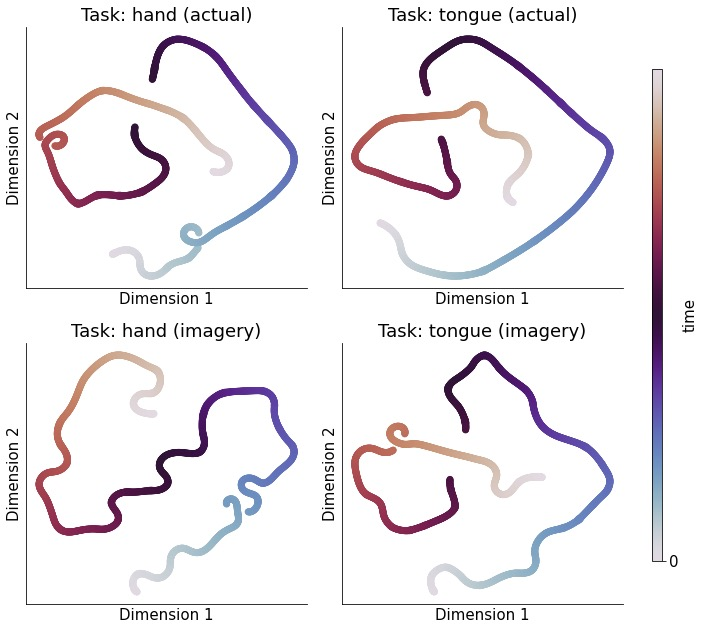 Task: hand (actual)
Task: tongue (actual)
Dimension 2
Dimension 1
Dimension 2
Dimension 1
time
0
Task: hand (imagery)
Task: tongue (imagery)
Dimension 2
Dimension 1
Dimension 2
Dimension 1